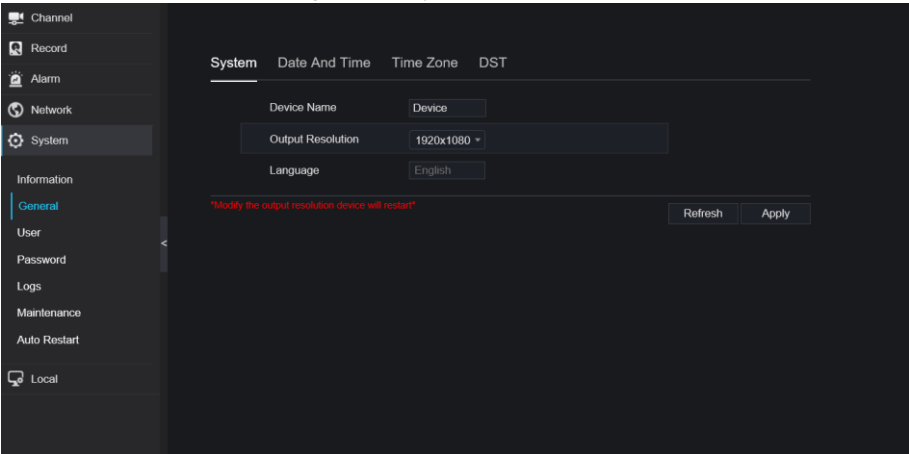 Channel
Record
Alarm
Network
System
Information
General
User
Password
Logs
Maintenance
Auto Restart
Local
System Date And Time Time Zone DST
Device Name Device
Output Resolution 1920x1080
Language English
*Modify the output resolution device will restart*
Refresh Apply
<